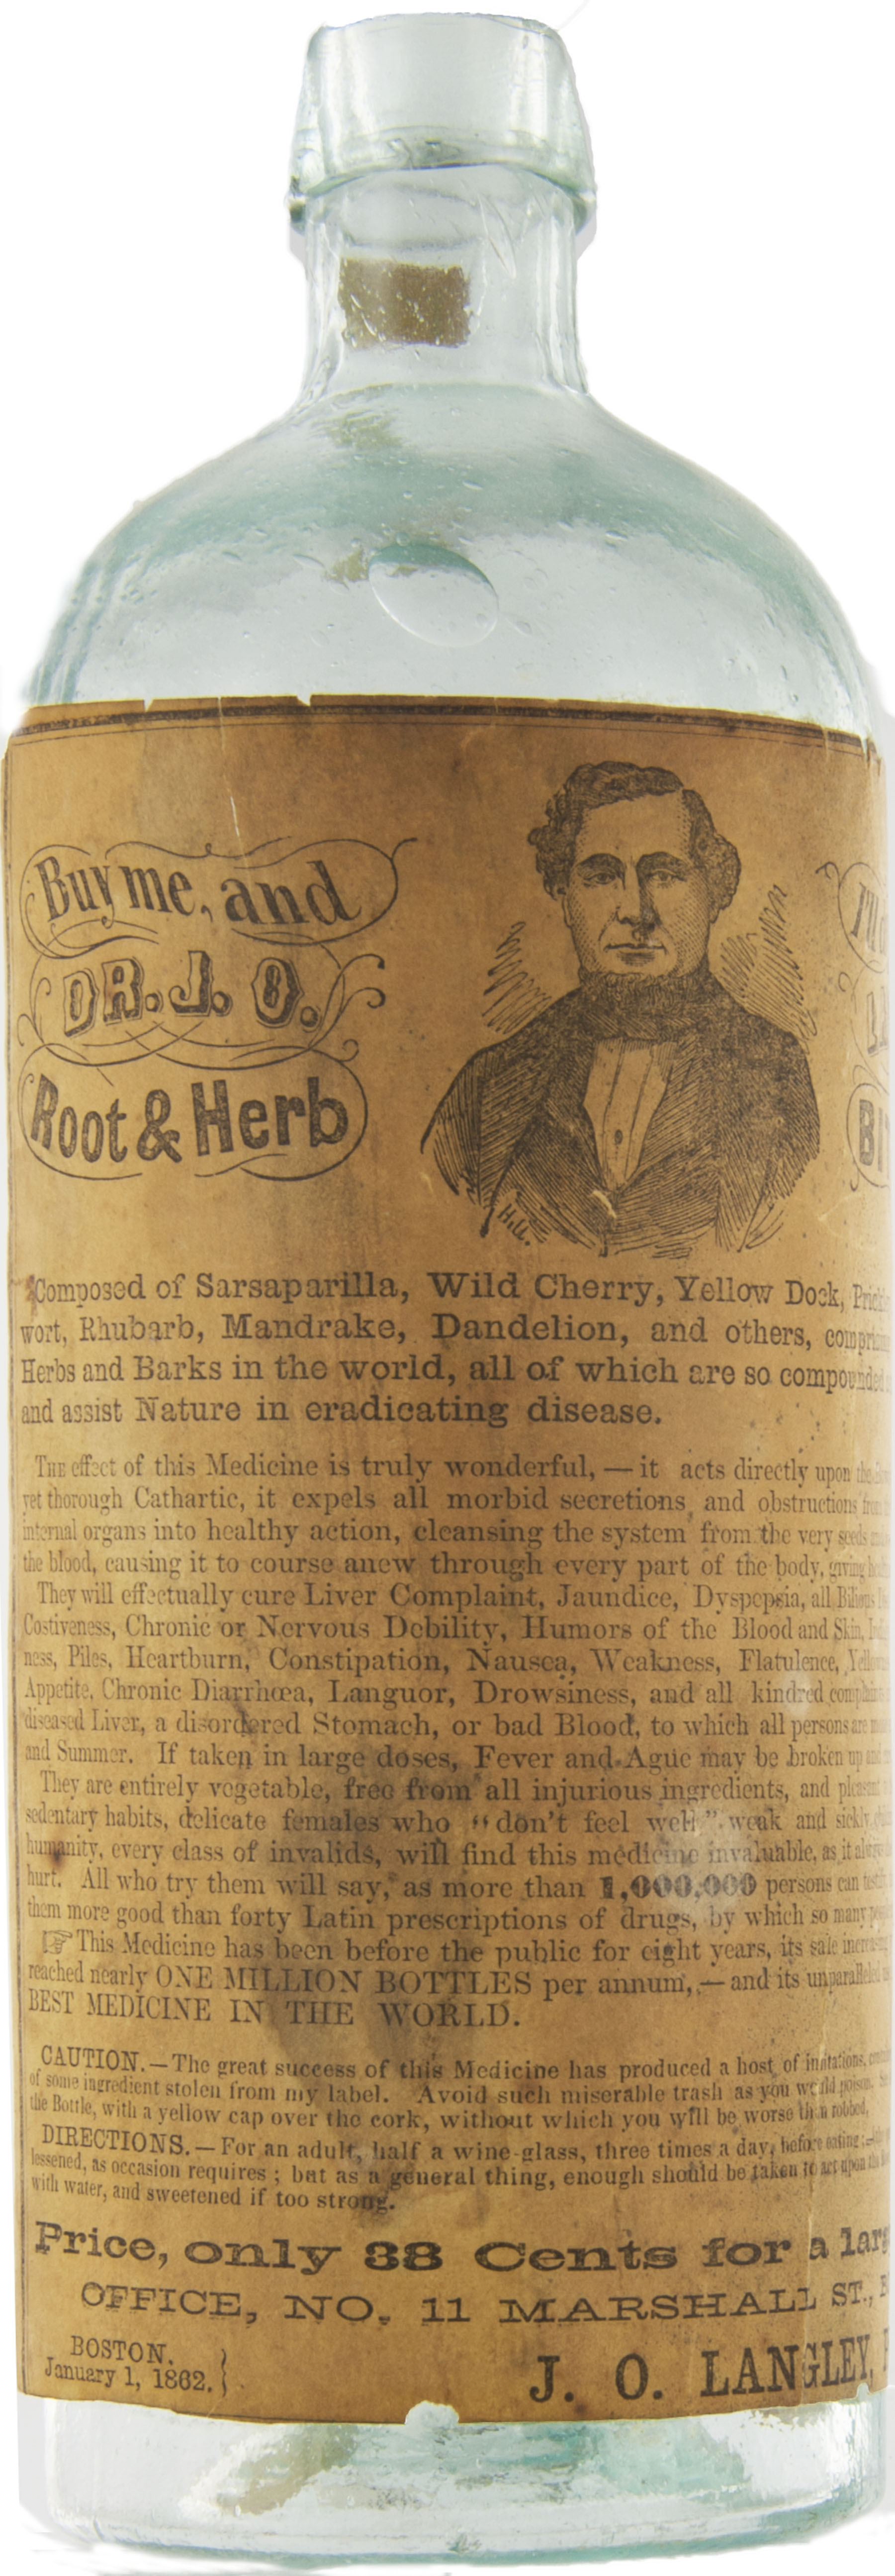 Buy me, and
DR. J. O.
Root & Herb
Hill.
Composed of Sarsaparilla, Wild Cherry, Yellow Dock,
wort, Rhubarb, Mandrake, Dandelion, and others,
Herbs and Barks in the world, all of which are so compounded
and assist Nature in eradicating disease.
THE effect of this Medicine is truly wonderful, — it acts directly upon
yet thorough Cathartic, it expels all morbid secretions and obstructions
internal organs into healthy action, cleansing the system from the very seeds
the blood, causing it to course anew through every part of the body, giving
They will effectually cure Liver Complaint, Jaundice, Dyspepsia, all Bilious
Costiveness, Chronic or Nervous Debility, Humors of the Blood and Skin,
ness, Piles, Heartburn, Constipation, Nausea, Weakness, Flatulence,
Appetite, Chronic Diarrhœa, Languor, Drowsiness, and all kindred
diseased Liver, a disordered Stomach, or bad Blood, to which all persons are
and Summer. If taken in large doses, Fever and Ague may be broken up
They are entirely vegetable, free from all injurious ingredients, and
sedentary habits, delicate females who “don't feel well” weak and sickly
humanity, every class of invalids, will find this medicine invaluable, as it
hurt. All who try them will say, as more than 1,000,000 persons can
them more good than forty Latin prescriptions of drugs, by which so many
☞ This Medicine has been before the public for eight years, its sale
reached nearly ONE MILLION BOTTLES per annum, — and its unparalleled
BEST MEDICINE IN THE WORLD.
CAUTION. — The great success of this Medicine has produced a host of imitations,
of some ingredient stolen from my label. Avoid such miserable trash as you would poison.
the Bottle, with a yellow cap over the cork, without which you will be worse than robbed.
DIRECTIONS. — For an adult, half a wine-glass, three times a day, before eating:
lessened, as occasion requires; but as a general thing, enough should be taken to act upon
with water, and sweetened if too strong.
Price, only 38 Cents for a
OFFICE, NO. 11 MARSHALL ST.,
BOSTON.
January 1, 1862.
J. O. LANGLEY,